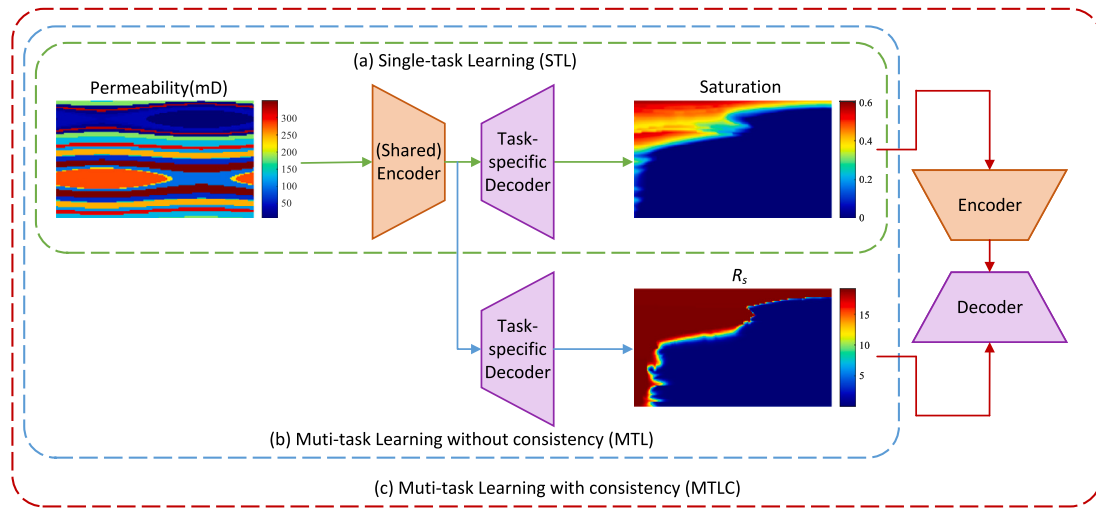 (a) Single-task Learning (STL)
Permeability(mD)
300
250
200
150
100
50
(Shared)
Encoder
Task-
specific
Decoder
Saturation
0.6
0.4
0.2
0
Encoder
Decoder
Task-
specific
Decoder
Rs
15
10
5
(b) Muti-task Learning without consistency (MTL)
(c) Muti-task Learning with consistency (MTLC)